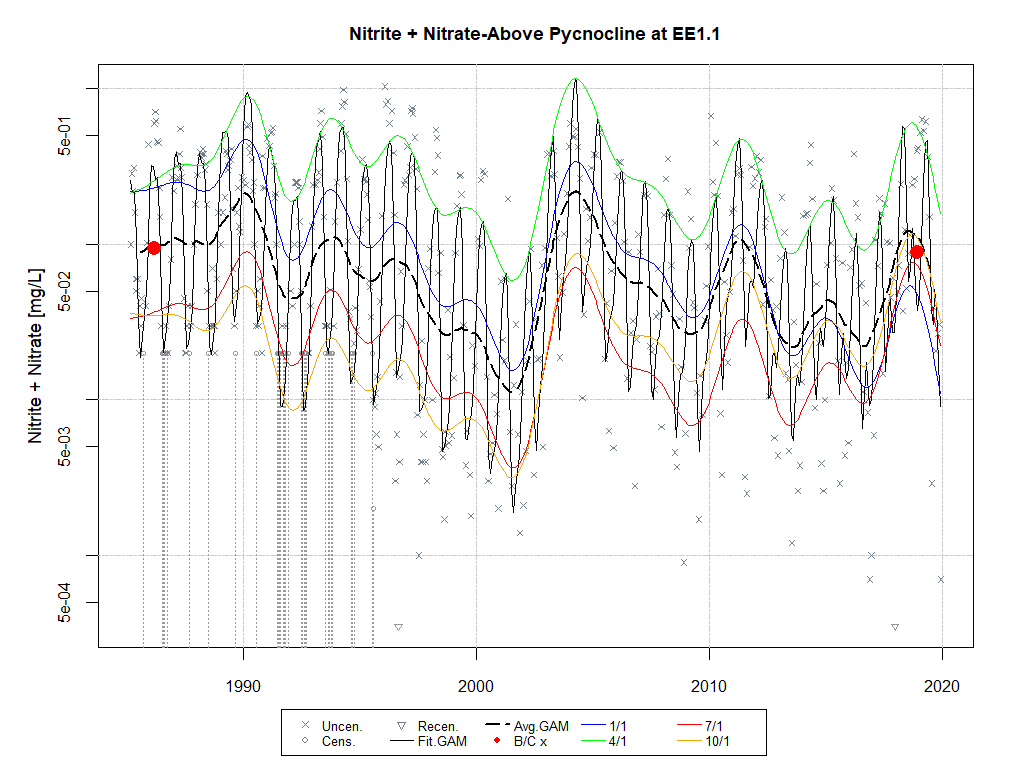 Nitrite + Nitrate-Above Pycnocline at EE1.1
Nitrite + Nitrate [mg/L]
5e-01
5e-02
5e-03
5e-04
1990 2000 2010 2020
Uncen. Recen. Avg.GAM 1/1 7/1
Cens. Fit.GAM B/C x 4/1 10/1